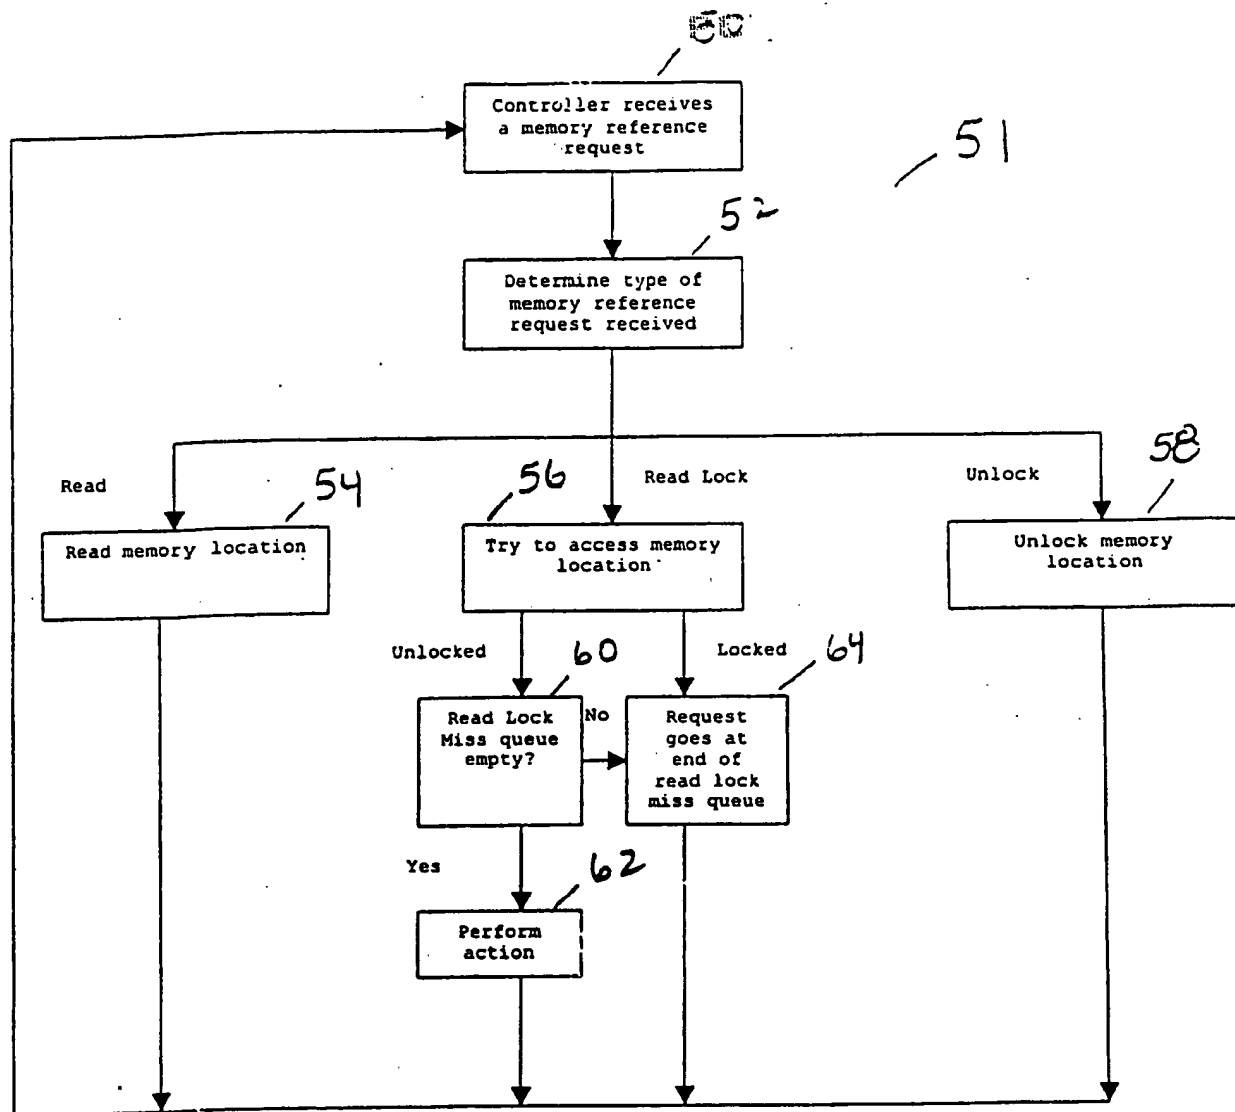 Controller receives
a memory reference
request
51
52
Determine type of
memory reference
request received
Read
54
56
Read Lock
Unlock
58
Read memory location
Try to access memory
location
Unlock memory
location
Unlocked
60
Locked
64
Read Lock
Miss queue
empty?
No
Request
goes at
end of
read lock
miss queue
Yes
62
Perform
action